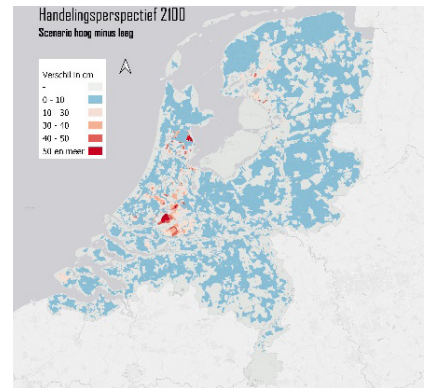 Handelingsperspectief 2100
Scenario hoog minus laag
Verschil in cm
-
0 - 10
10 - 30
30 - 40
40 - 50
50 en meer